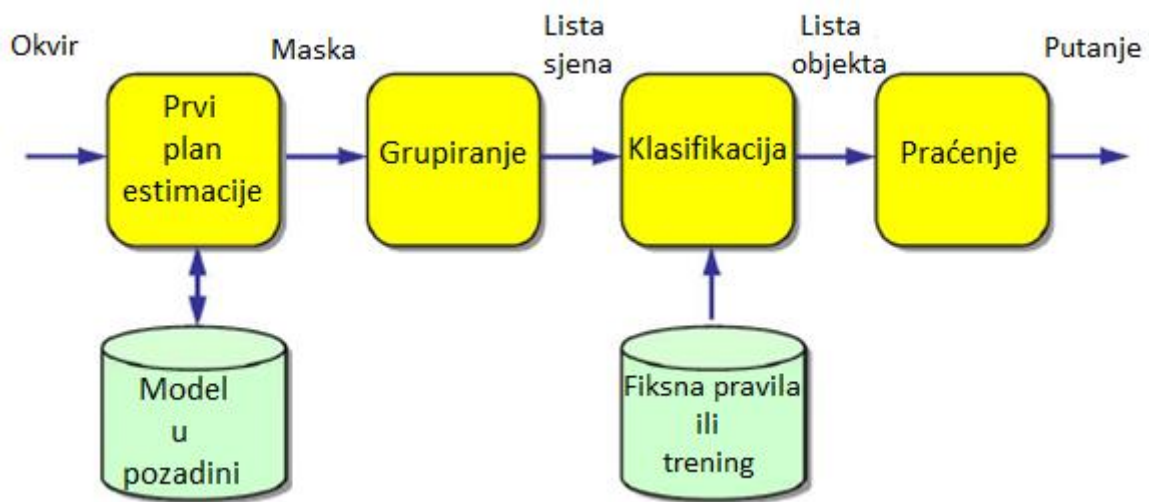 Okvir
Maska
Lista
sjena
Lista
objekta
Putanje
Prvi
plan
estimacije
Grupiranje
Klasifikacija
Praćenje
Model
u
pozadini
Fiksna pravila
ili
trening